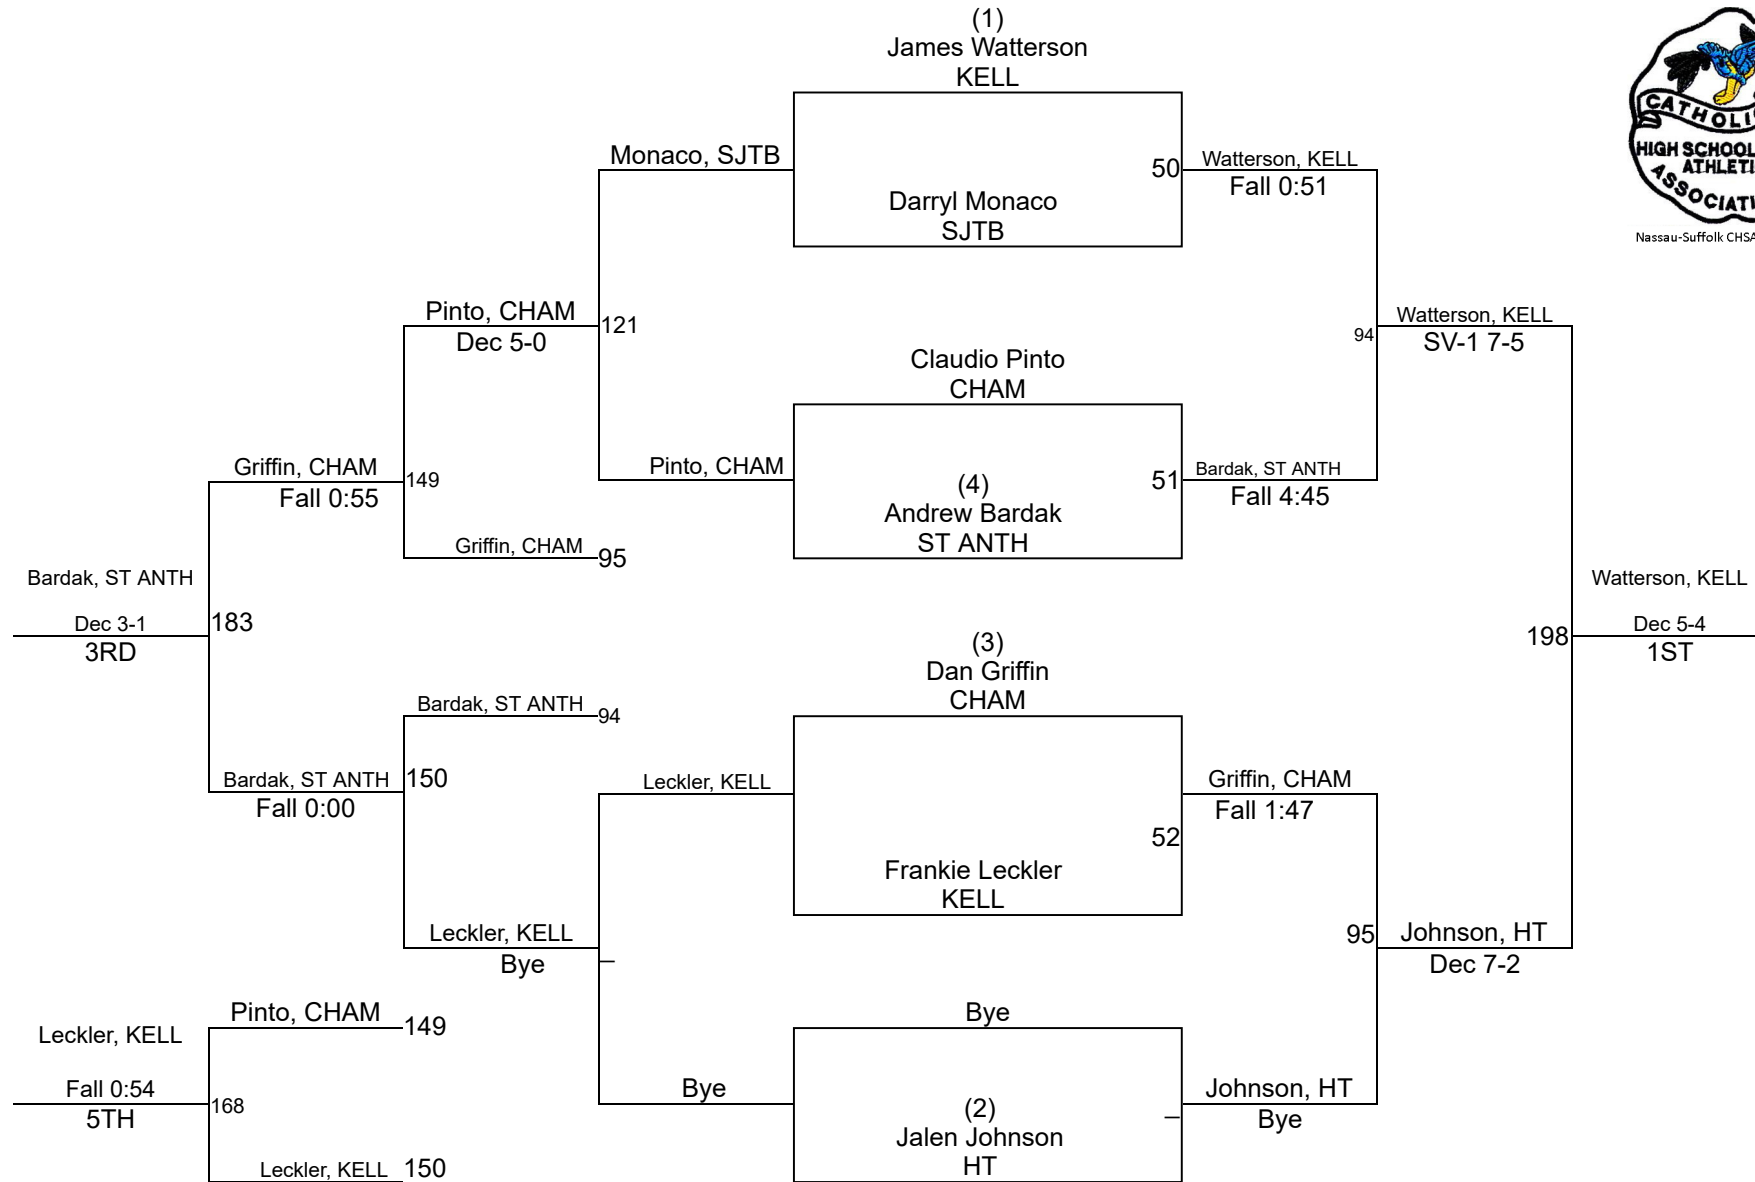 (1)
James Watterson
KELL
Monaco, SJTB
50
Watterson, KELL
Fall 0:51
Darryl Monaco
SJTB
CATHOLI
HIGH SCHOOL
ATHLETI
ASSOCIAT
Nassau-Suffolk CHSA
Pinto, CHAM
Dec 5-0
121
Claudio Pinto
CHAM
94
Watterson, KELL
SV-1 7-5
Griffin, CHAM
Fall 0:55
149
Pinto, CHAM
(4)
Andrew Bardak
ST ANTH
51
Bardak, ST ANTH
Fall 4:45
Griffin, CHAM
95
Bardak, ST ANTH
Dec 3-1
3RD
183
Watterson, KELL
198
Dec 5-4
1ST
(3)
Dan Griffin
CHAM
Bardak, ST ANTH
94
Bardak, ST ANTH
Fall 0:00
150
Leckler, KELL
Griffin, CHAM
Fall 1:47
52
Frankie Leckler
KELL
Leckler, KELL
Bye
95
Johnson, HT
Dec 7-2
Pinto, CHAM
149
Leckler, KELL
Fall 0:54
5TH
168
Leckler, KELL
150
Bye
Bye
(2)
Jalen Johnson
HT
Johnson, HT
Bye